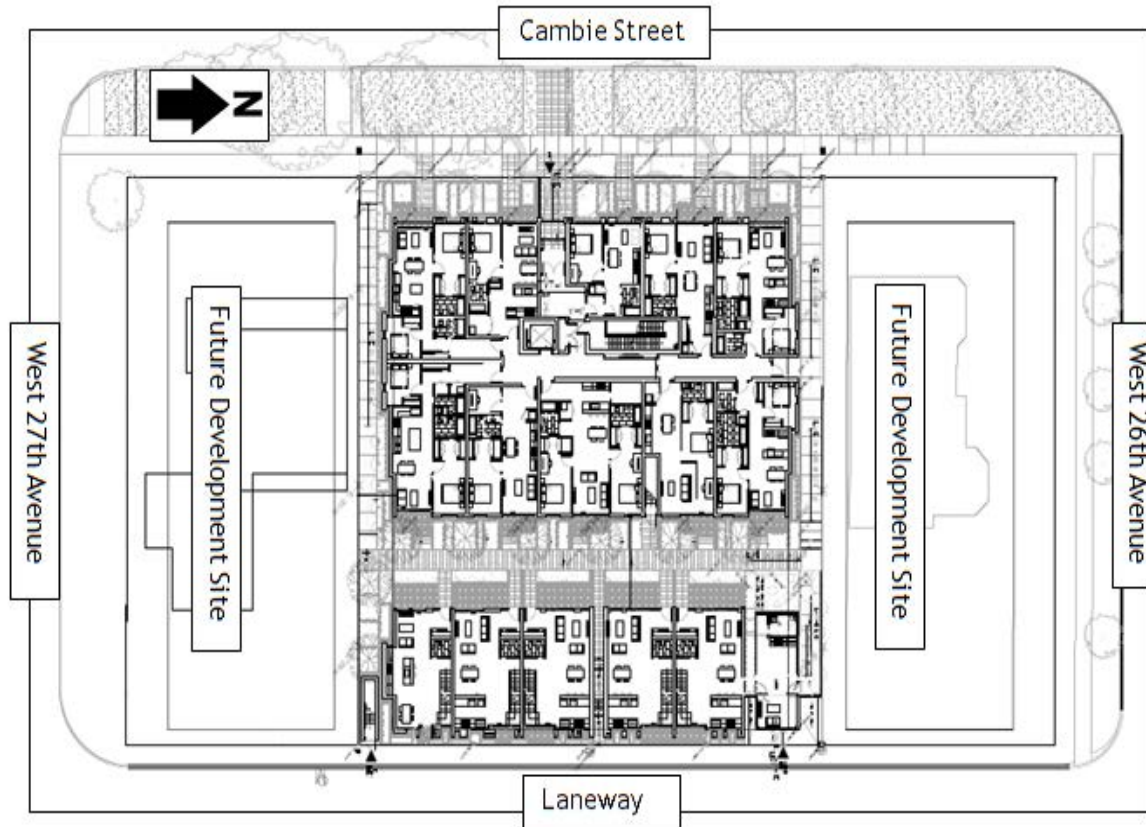 Cambie Street
N
West 27th Avenue
Future Development Site
Future Development Site
West 26th Avenue
Laneway